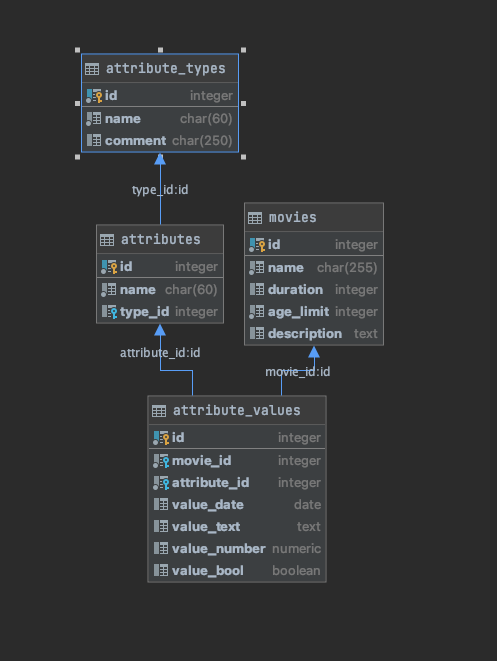 attribute_types
id integer
name char(60)
comment char(250)
type_id:id
attributes
id integer
name char(60)
type_id integer
movies
id integer
name char(255)
duration integer
age_limit integer
description text
attribute_id:id
movie_id:id
attribute_values
id integer
movie_id integer
attribute_id integer
value_date date
value_text text
value_number numeric
value_bool boolean